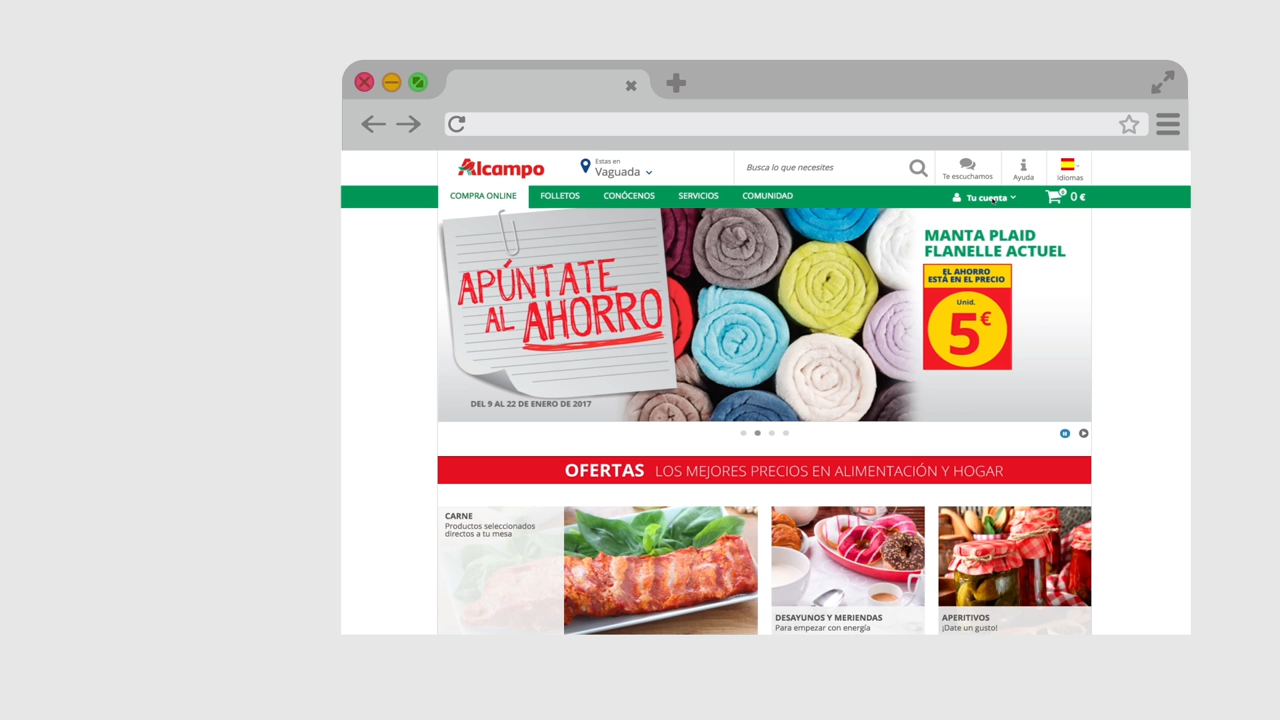 Alcampo
Estas en
Vaguada
Busca lo que necesites
Te escuchamos
Ayuda
Idiomas
COMPRA ONLINE
FOLLETOS
CONÓCENOS
SERVICIOS
COMUNIDAD
Tu cuenta
0
0 €
APÚNTATE
AL AHORRO
DEL 9 AL 22 DE ENERO DE 2017
MANTA PLAID
FLANELLE ACTUEL
EL AHORRO
ESTÁ EN EL PRECIO
Unid.
5€
OFERTAS LOS MEJORES PRECIOS EN ALIMENTACIÓN Y HOGAR
CARNE
Productos seleccionados
directos a tu mesa
DESAYUNOS Y MERIENDAS
Para empezar con energía
APERITIVOS
¡Date un gusto!